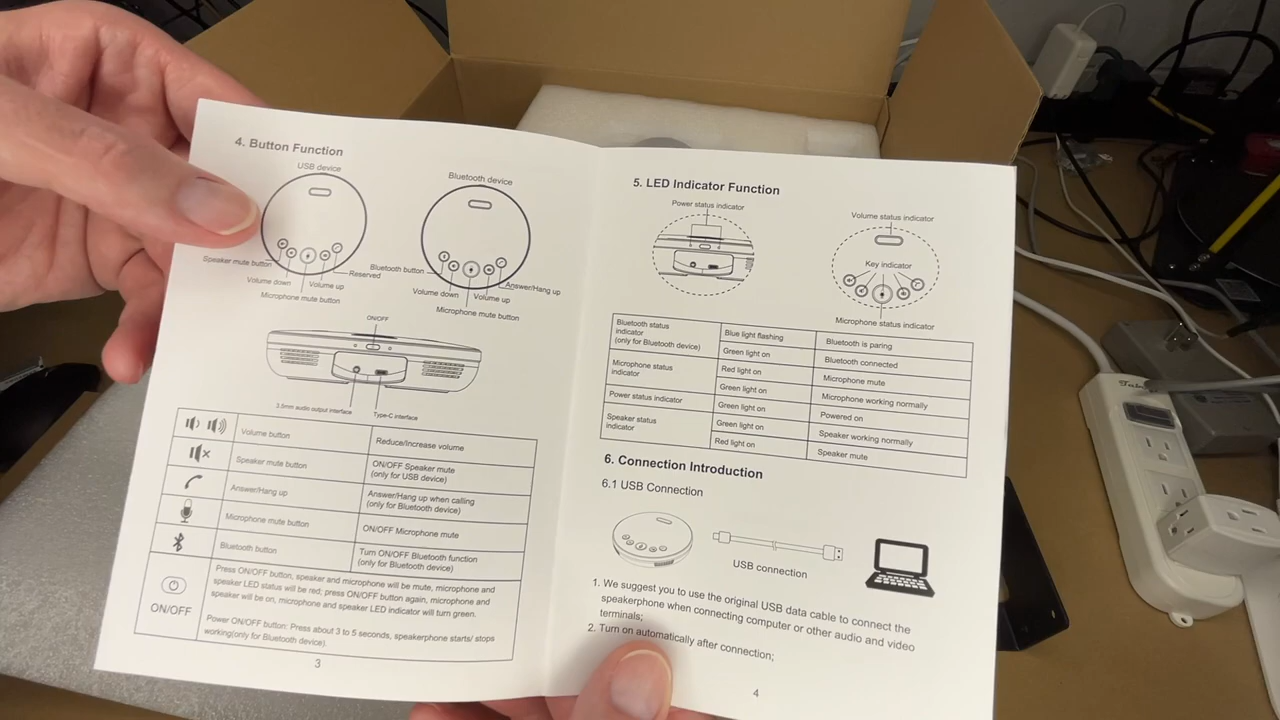 4. Button Function
USB device
Bluetooth device
Speaker mute button
Reserved
Volume down
Volume up
Microphone mute button
Bluetooth button
Answer/Hang up
Volume down
Volume up
Microphone mute button
ON/OFF
3.5mm audio output interface
Type-C interface
Volume button
Reduce/Increase volume
Speaker mute button
ON/OFF Speaker mute
(only for USB device)
Answer/Hang up
Answer/Hang up when calling
(only for Bluetooth device)
Microphone mute button
ON/OFF Microphone mute
Bluetooth button
Turn ON/OFF Bluetooth function
(only for Bluetooth device)
ON/OFF
Press ON/OFF button, speaker and microphone will be mute, microphone and
speaker LED status will be red; press ON/OFF button again, microphone and
speaker will be on, microphone and speaker LED indicator will turn green.
Power ON/OFF button: Press about 3 to 5 seconds, speakerphone starts/ stops
working(only for Bluetooth device).
3
5. LED Indicator Function
Power status indicator
Volume status indicator
Key indicator
Microphone status indicator
Bluetooth status
indicator
(only for Bluetooth device)
Blue light flashing
Bluetooth is paring
Green light on
Bluetooth connected
Microphone status
indicator
Red light on
Microphone mute
Green light on
Microphone working normally
Power status indicator
Green light on
Powered on
Speaker status
indicator
Green light on
Speaker working normally
Red light on
Speaker mute
6. Connection Introduction
6.1 USB Connection
USB connection
1. We suggest you to use the original USB data cable to connect the
speakerphone when connecting computer or other audio and video
terminals;
2. Turn on automatically after connection;
4